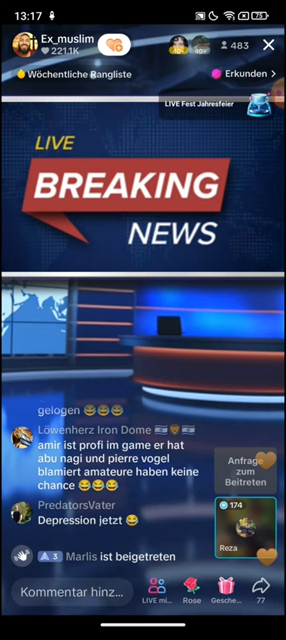 13:17
75
Ex_muslim
221.1K
40+
483
Wöchentliche Rangliste
Erkunden >
LIVE Fest Jahresfeier
LIVE
BREAKING
NEWS
gelogen 😂😂😂
Löwenherz Iron Dome 🇮🇱🦁🇮🇱
amir ist profi im game er hat
abu nagi und pierre vogel
blamiert amateure haben keine
chance 😂😂😂
Anfrage
zum
Beitreten
PredatorsVater
Depression jetzt 😂
174
Reza
3 Marlis ist beigetreten
Kommentar hinz...
LIVE mi...
Rose
Gesche...
77